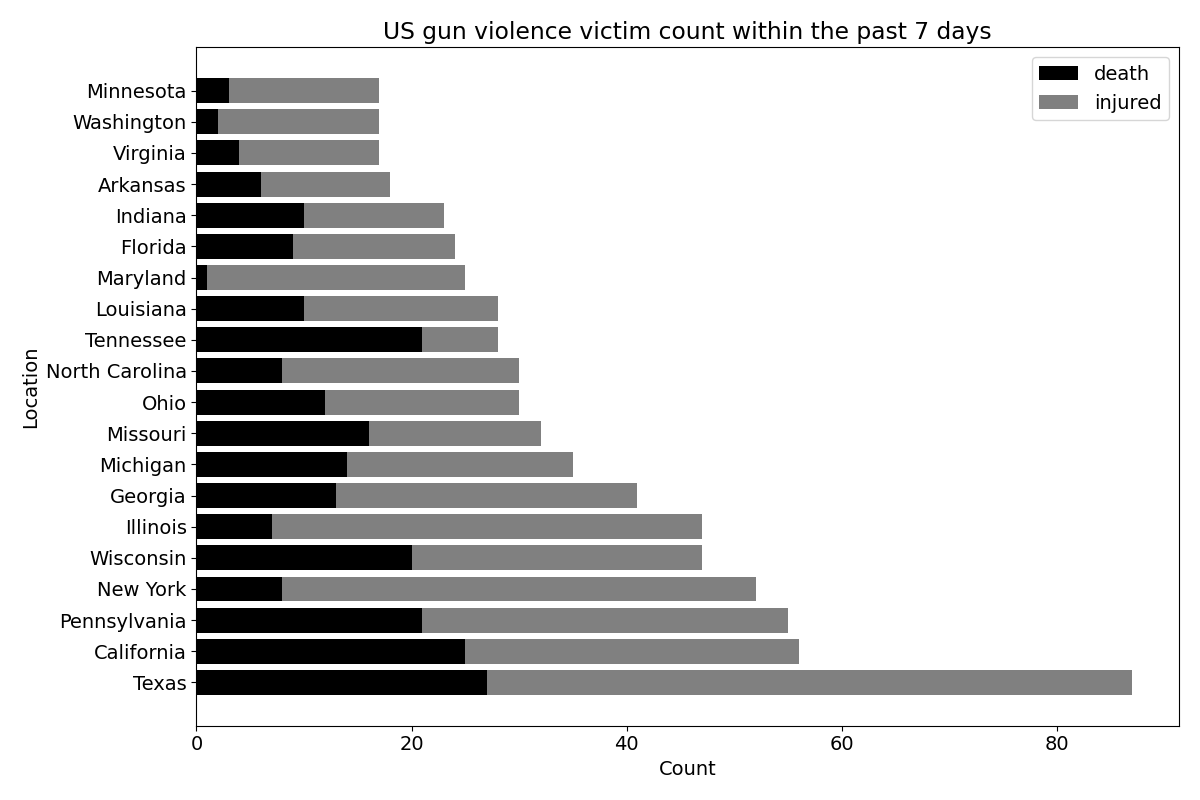 US gun violence victim count within the past 7 days
death
injured
Minnesota
Washington
Virginia
Arkansas
Indiana
Florida
Maryland
Louisiana
Tennessee
North Carolina
Ohio
Missouri
Michigan
Georgia
Illinois
Wisconsin
New York
Pennsylvania
California
Texas
Location
0 20 40 60 80
Count